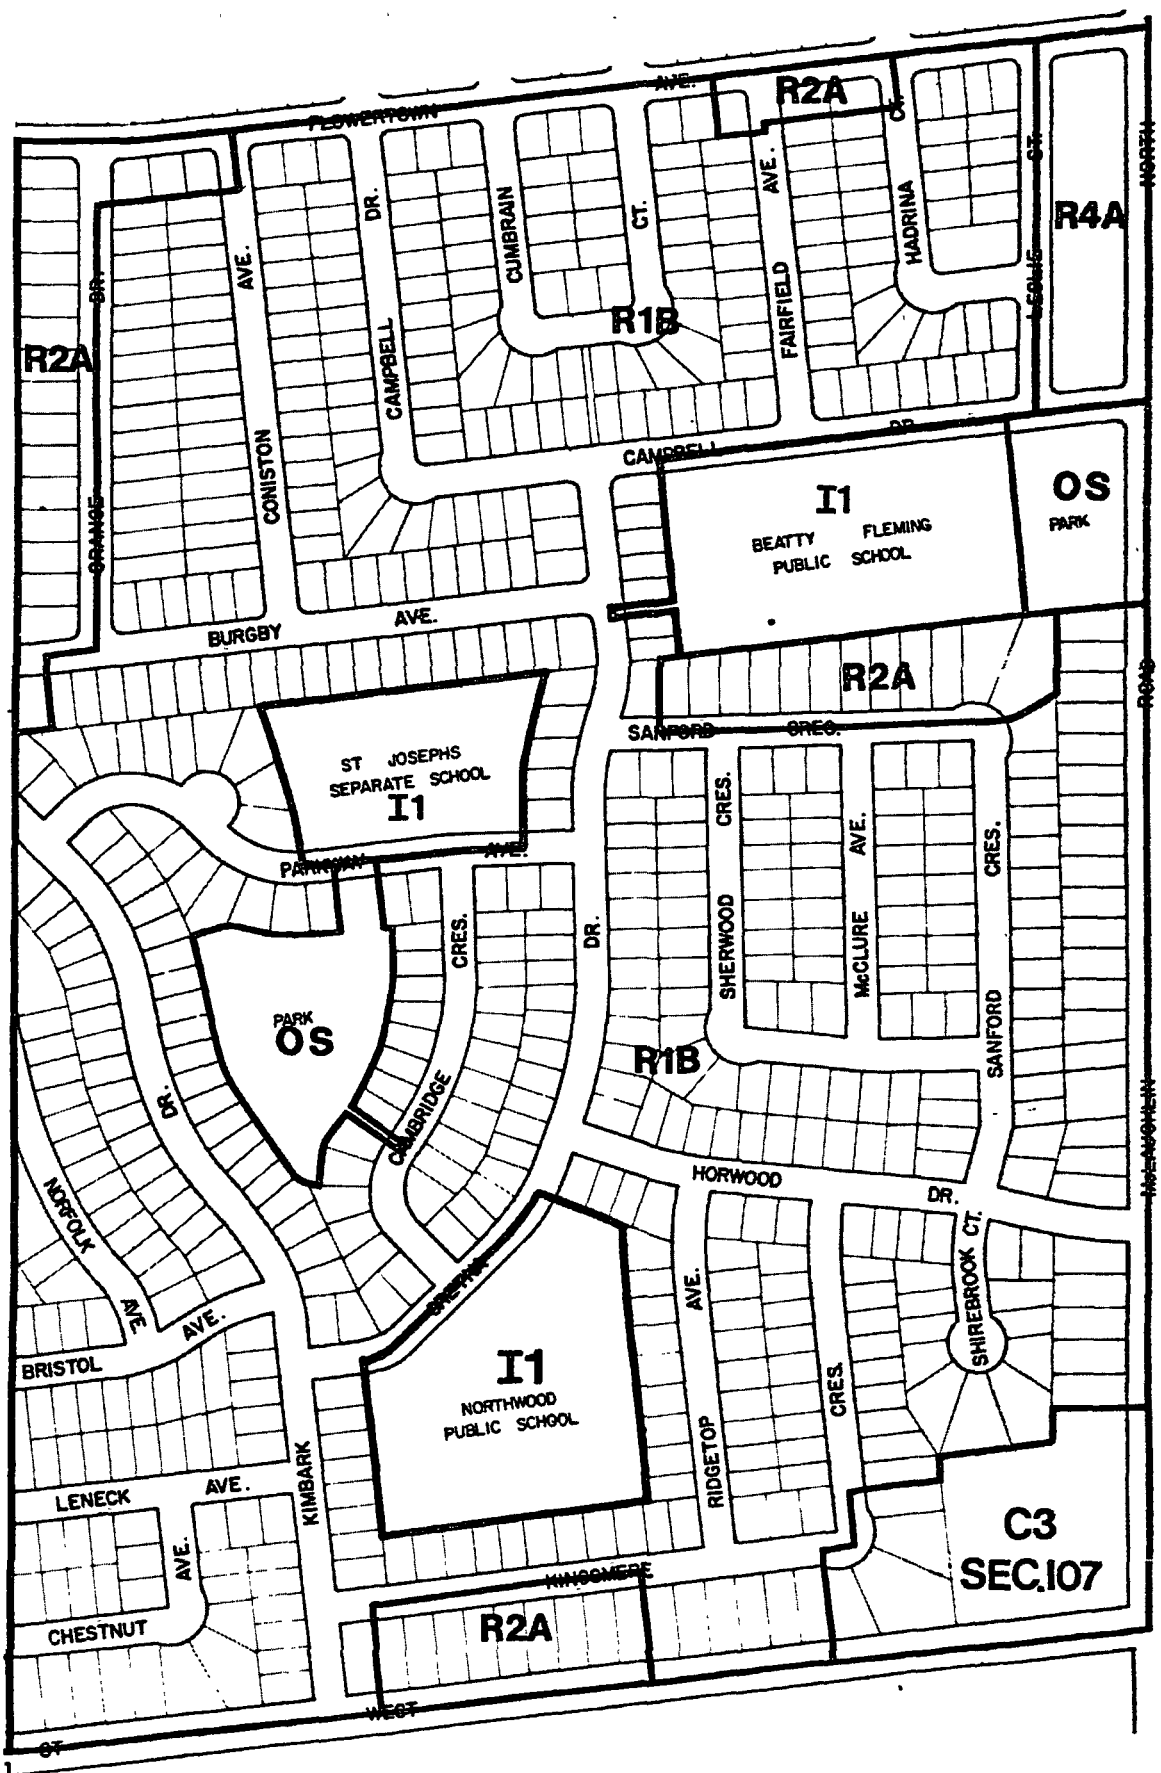 FLOWERTOWN AVE.
R2A
CT.
CT.
NORTH
AVE.
DR.
CUMBRAIN
CT.
HADRINA
R4A
AVE.
DR.
LESLIE
FAIRFIELD
R1B
R2A
CAMPBELL
CONISTON
CAMPBELL DR.
I1
OS
BEATTY FLEMING
PUBLIC SCHOOL
PARK
GRANGE
BURGBY AVE.
R2A
ROAD
SANFORD CRES.
ST JOSEPHS
SEPARATE SCHOOL
I1
CRES.
AVE.
CRES.
PARKWAY AVE.
CRES.
DR.
SHERWOOD
McCLURE
PARK
OS
SANFORD
R1B
DR.
CAMBRIDGE
McLAUGHLIN
HORWOOD DR.
NORFOLK
CT.
AVE.
AVE.
AVE.
SHIREBROOK
BRISTOL
I1
NORTHWOOD
PUBLIC SCHOOL
CRES.
RIDGETOP
KIMBARK
LENECK AVE.
C3
SEC.107
AVE.
KINGSMERE
R2A
CHESTNUT
WEST
ST